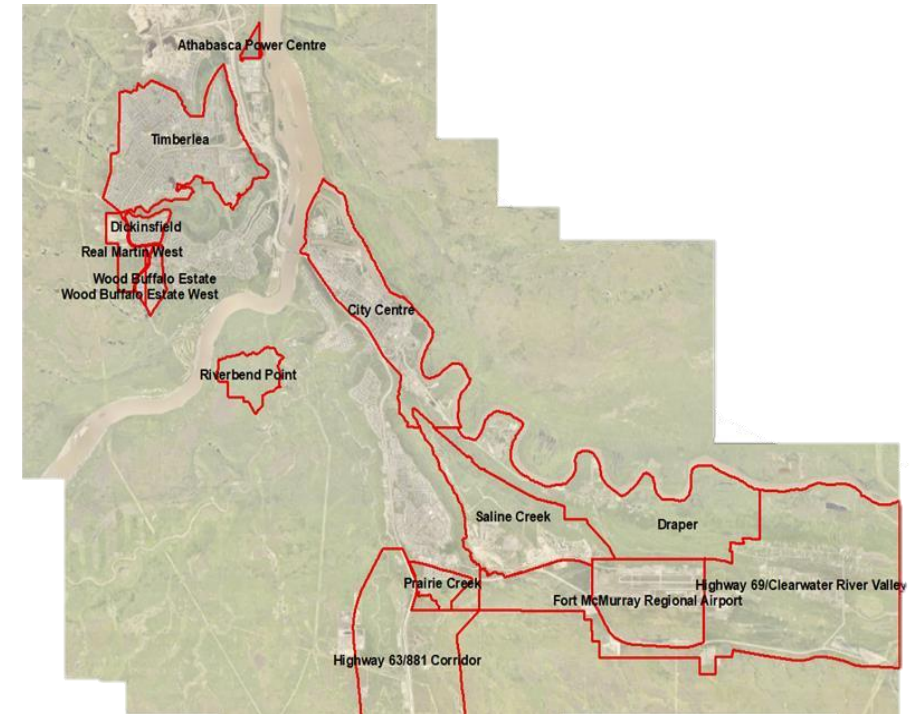 Athabasca Power Centre
Timberlea
Dickinsfield
Real Martin West
Wood Buffalo Estate
Wood Buffalo Estate West
City Centre
Riverbend Point
Saline Creek
Draper
Prairie Creek
Highway 69/Clearwater River Valley
Fort McMurray Regional Airport
Highway 63/881 Corridor